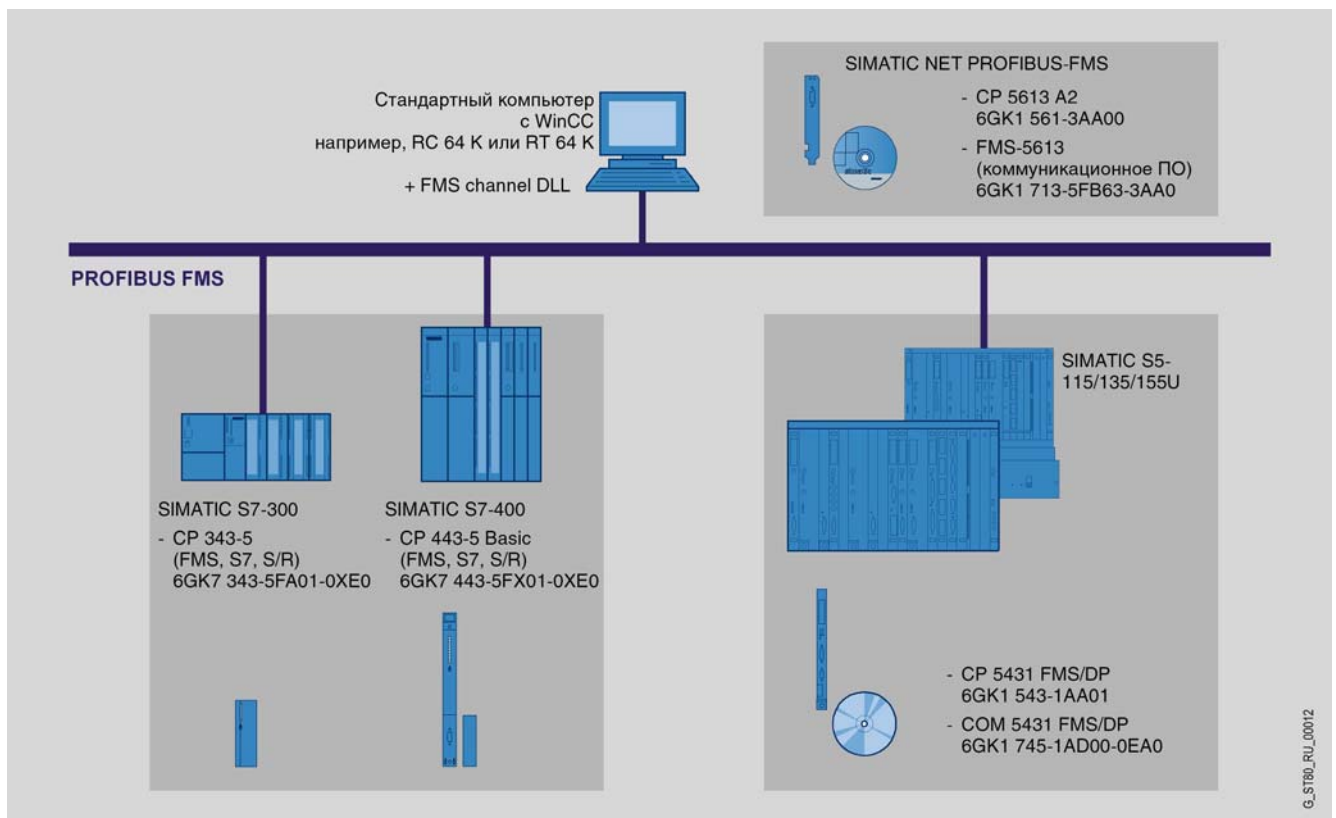 SIMATIC NET PROFIBUS-FMS
- CP 5613 A2
6GK1 561-3AA00
- FMS-5613
(коммуникационное ПО)
6GK1 713-5FB63-3AA0
Стандартный компьютер
с WinCC
например, RC 64 K или RT 64 K
+ FMS channel DLL
PROFIBUS FMS
SIMATIC S7-300
- CP 343-5
(FMS, S7, S/R)
6GK7 343-5FA01-0XE0
SIMATIC S7-400
- CP 443-5 Basic
(FMS, S7, S/R)
6GK7 443-5FX01-0XE0
SIMATIC S5-
115/135/155U
- CP 5431 FMS/DP
6GK1 543-1AA01
- COM 5431 FMS/DP
6GK1 745-1AD00-0EA0
G_ST80_RU_00012